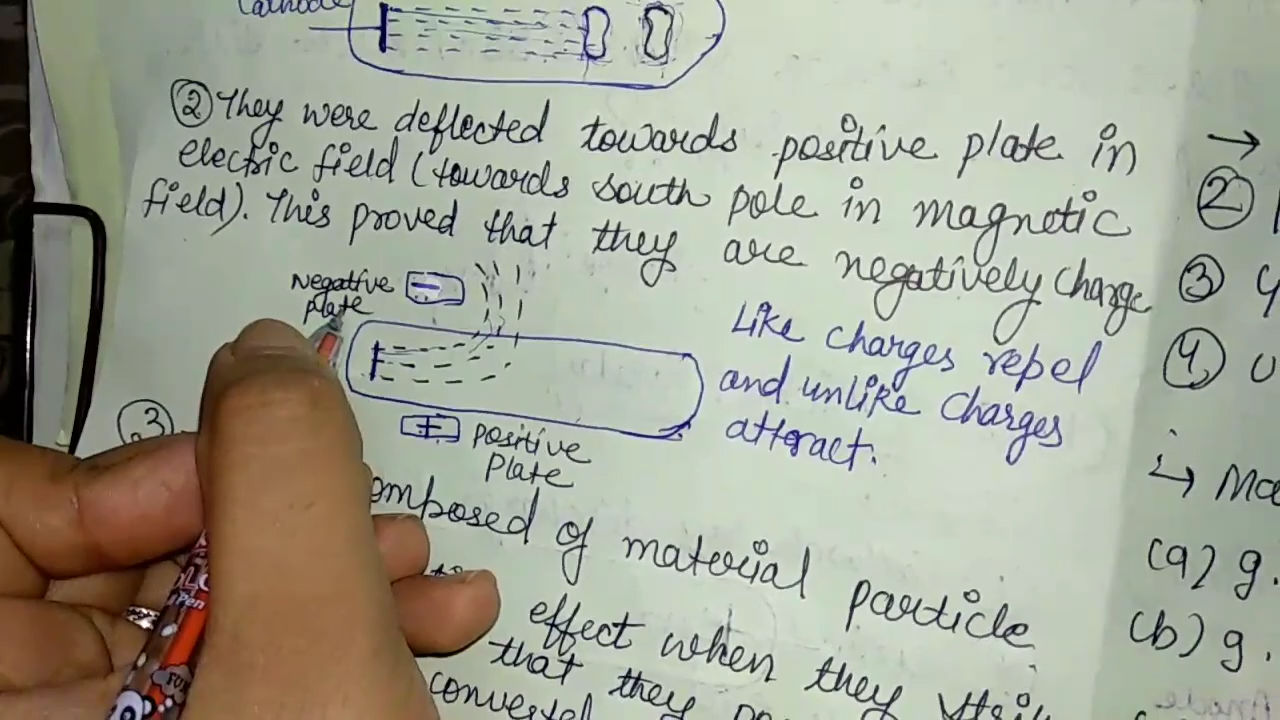 Cathode
② They were deflected towards positive plate in
electric field (towards south pole in magnetic
field). This proved that they are negatively charge
Negative
plate
−
Like charges repel
and unlike charges
attract.
+ positive
plate
3
omposed of material particle
effect when they
that they
→
②
③
④
i→
(a) g.
(b) g.